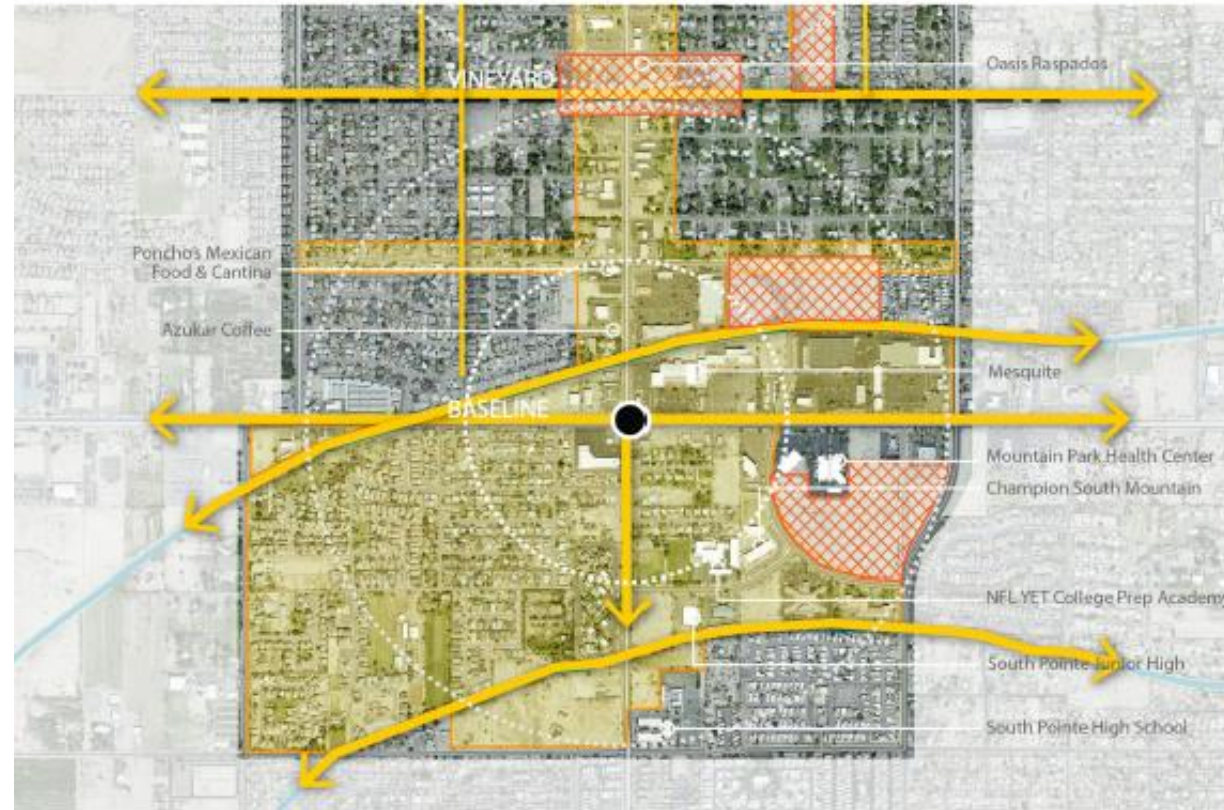 Oasis Raspados
VINEYARD
Poncho's Mexican
Food & Cantina
Azukar Coffee
Mesquite
BASELINE
Mountain Park Health Center
Champion South Mountain
NFL YET College Prep Academy
South Pointe Junior High
South Pointe High School